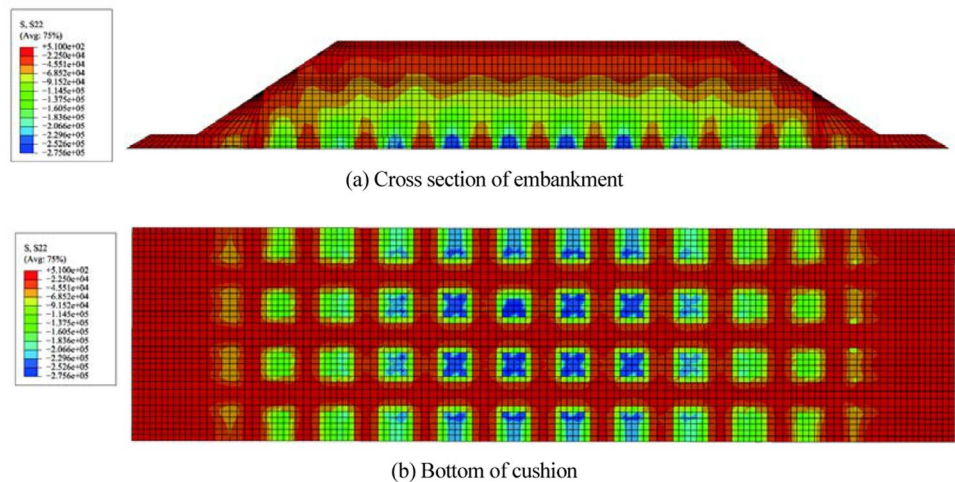 S, S22
(Avg: 75%)
+5.100e+02
−2.250e+04
−4.551e+04
−6.852e+04
−9.152e+04
−1.145e+05
−1.375e+05
−1.605e+05
−1.836e+05
−2.066e+05
−2.296e+05
−2.526e+05
−2.756e+05
(a) Cross section of embankment
S, S22
(Avg: 75%)
+5.100e+02
−2.250e+04
−4.551e+04
−6.852e+04
−9.152e+04
−1.145e+05
−1.375e+05
−1.605e+05
−1.836e+05
−2.066e+05
−2.296e+05
−2.526e+05
−2.756e+05
(b) Bottom of cushion